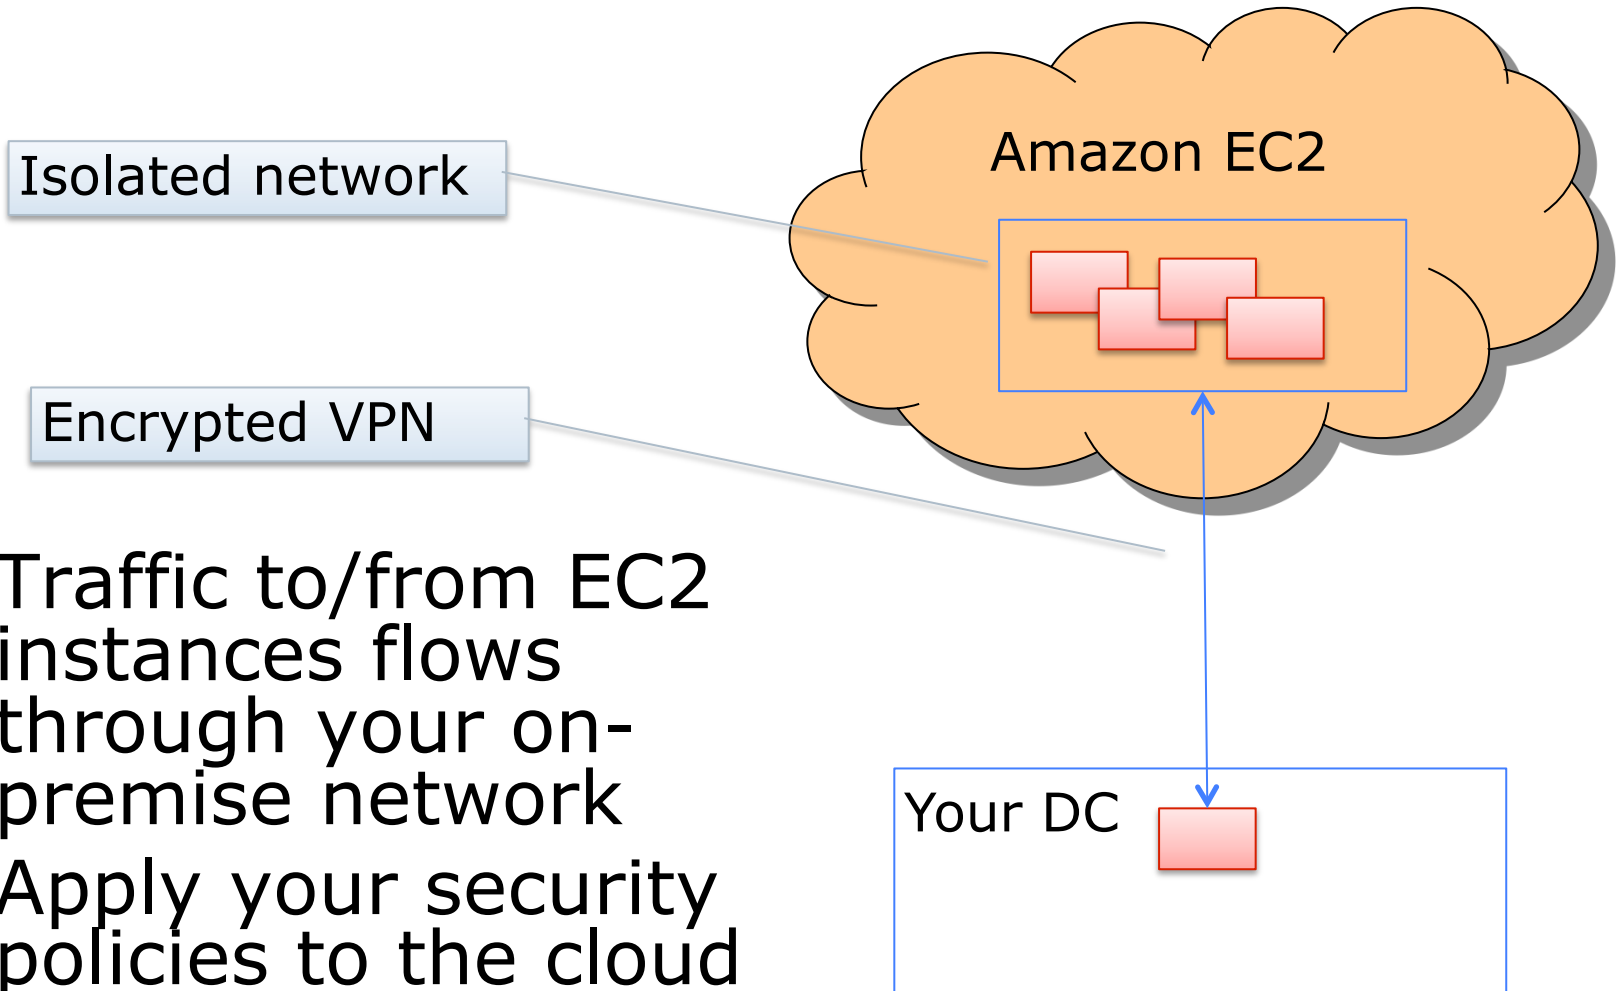 Amazon EC2
Isolated network
Encrypted VPN
Traffic to/from EC2
instances flows
through your on-
premise network
Apply your security
policies to the cloud
Your DC